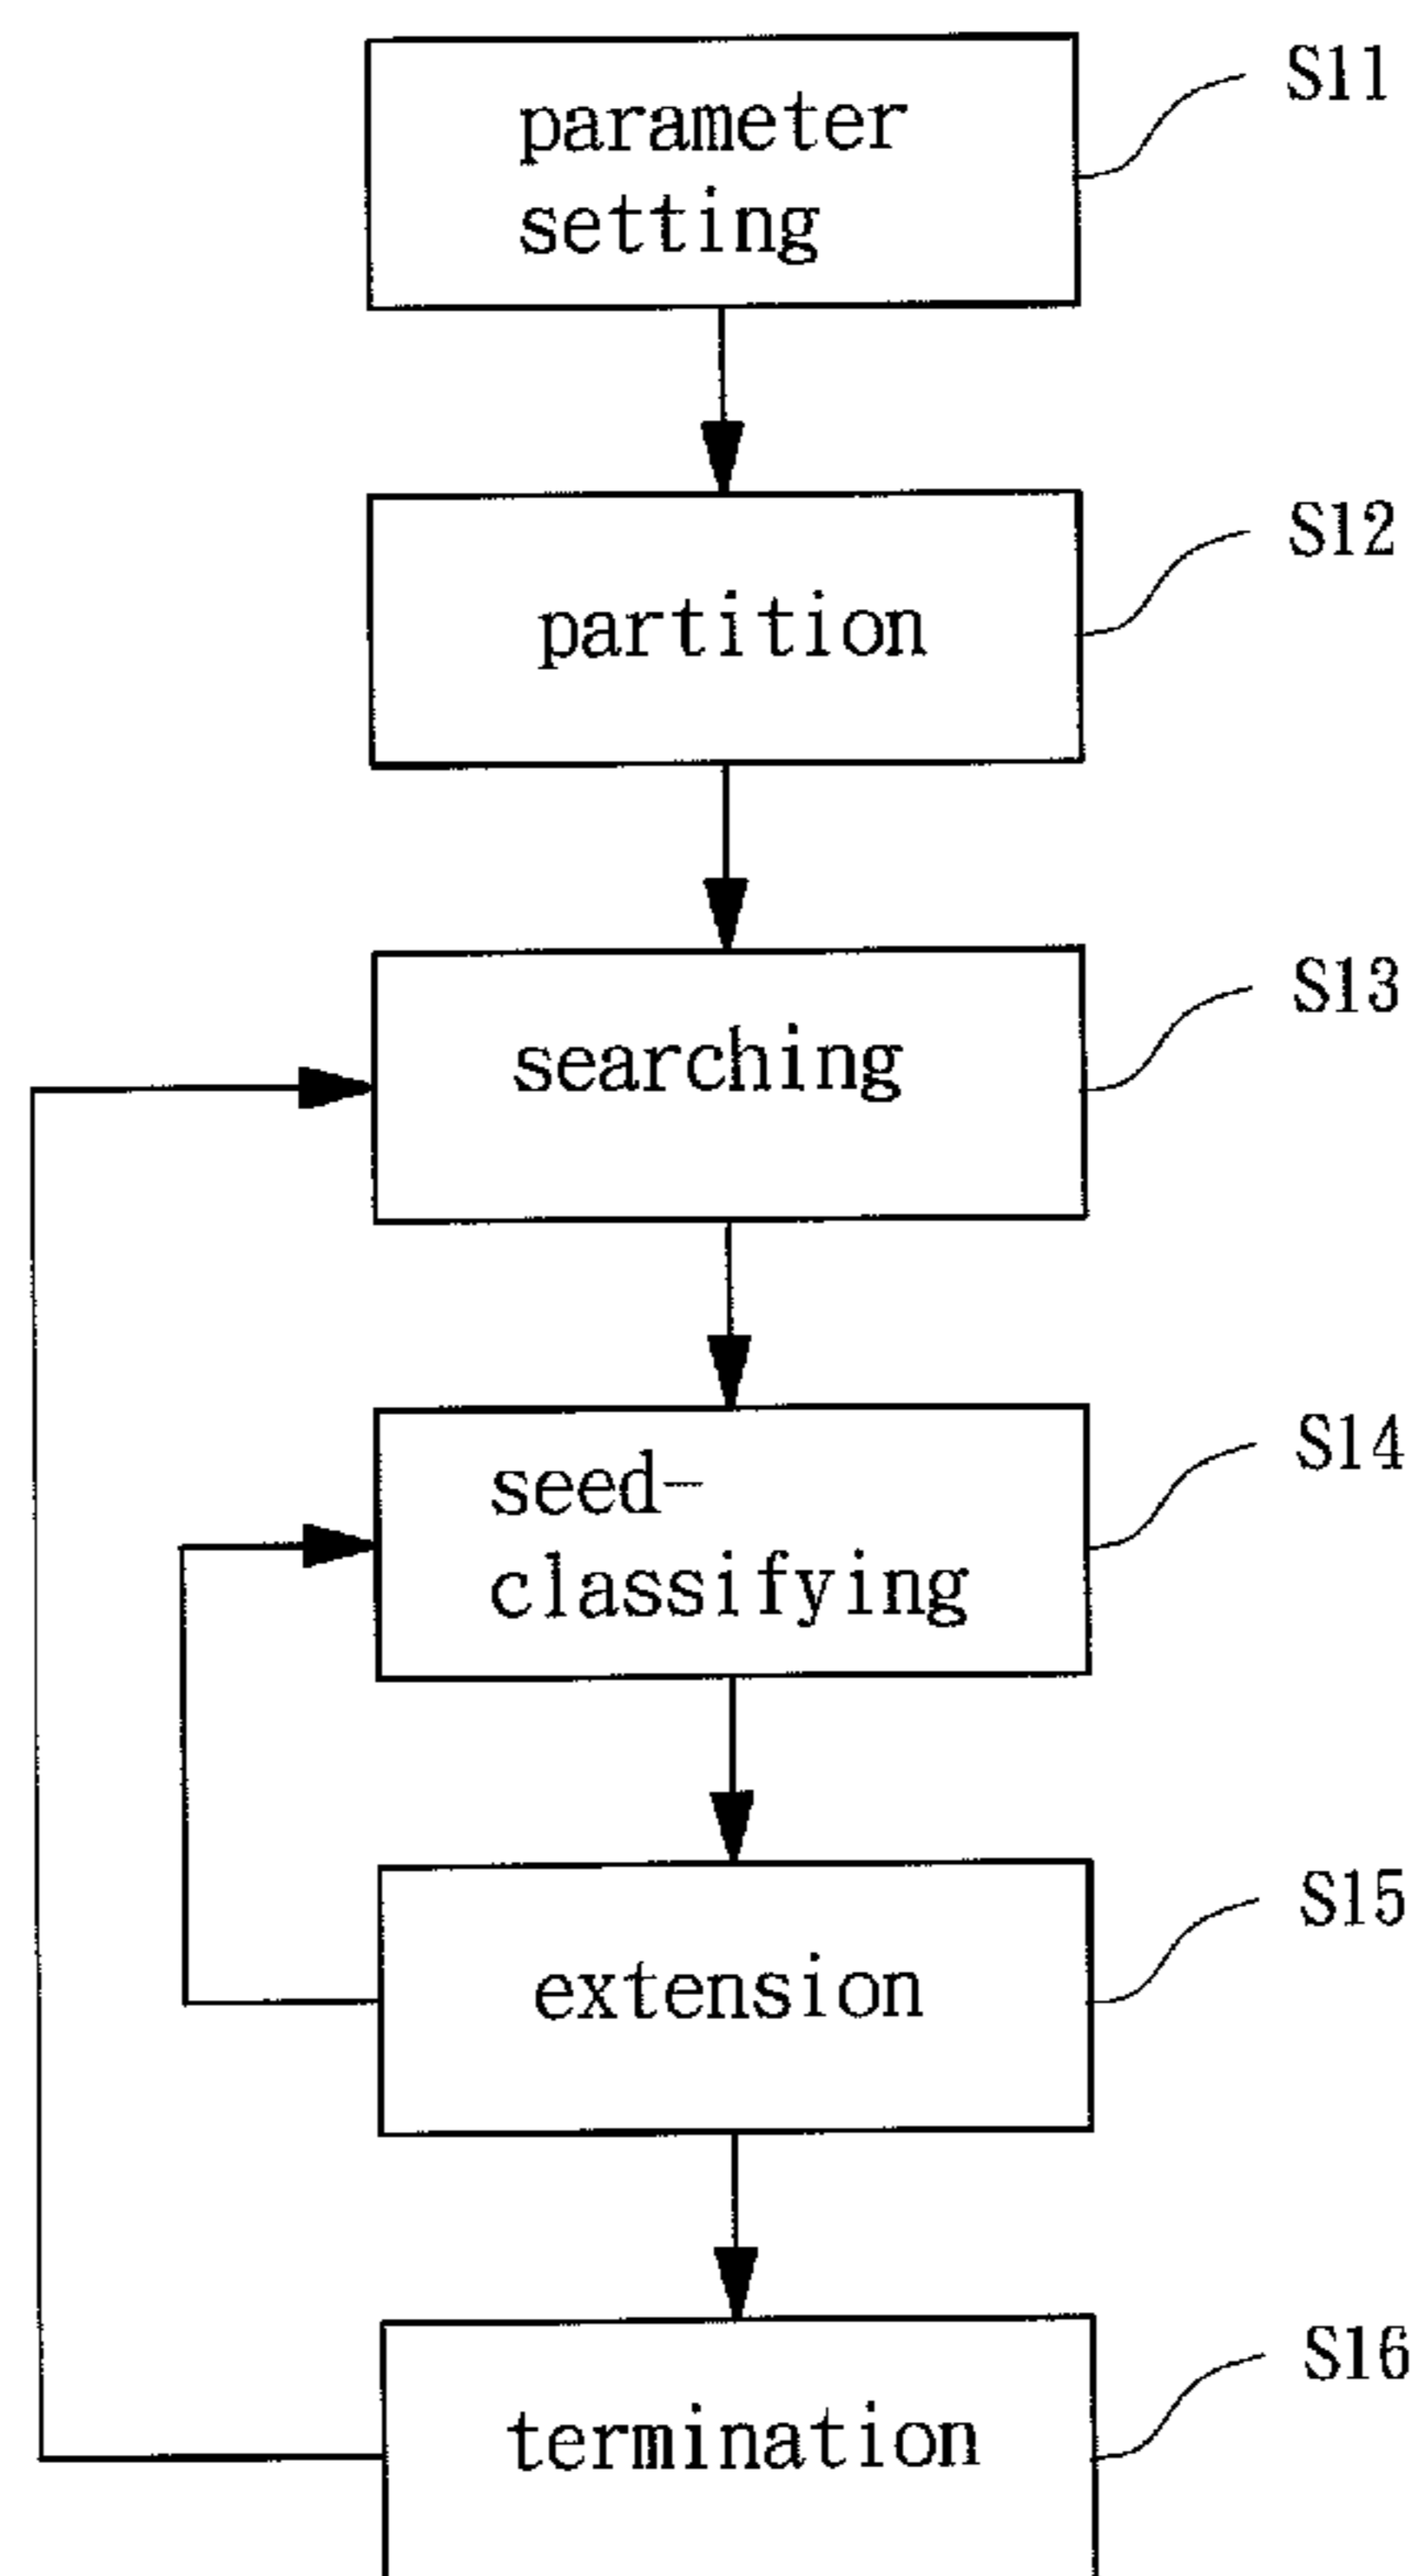 parameter
setting
S11
partition
S12
searching
S13
seed-
classifying
S14
extension
S15
termination
S16